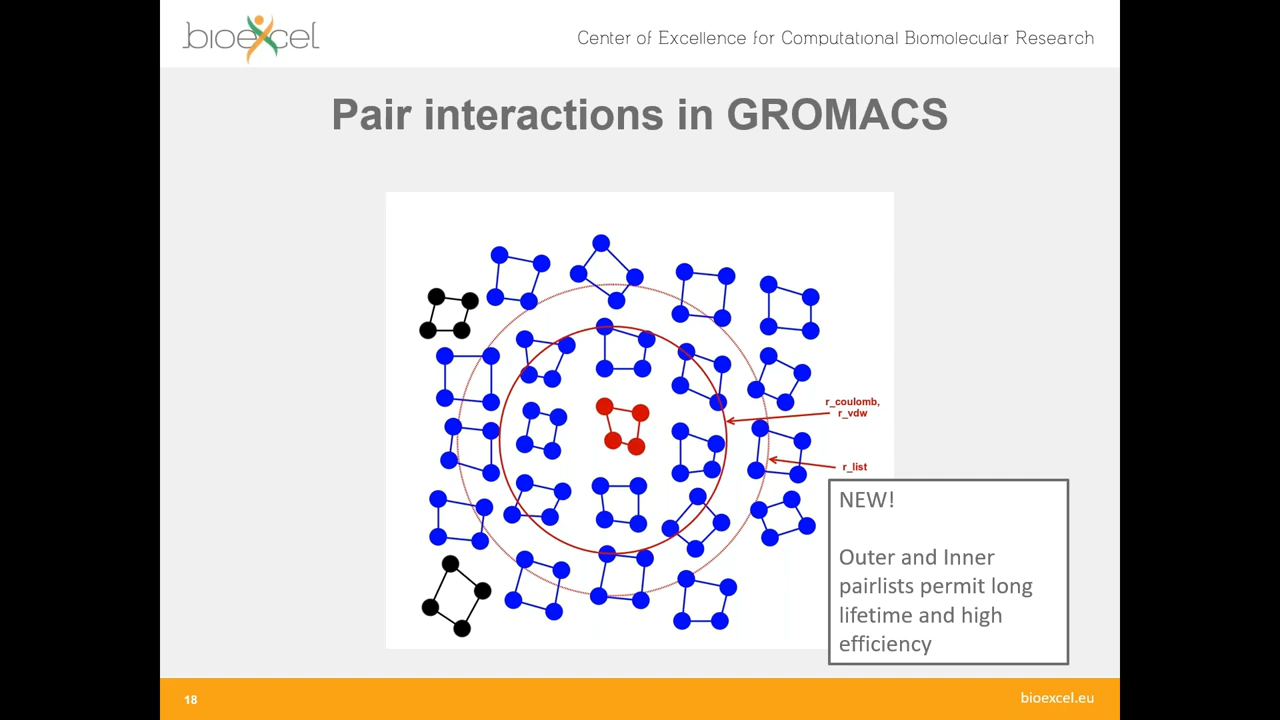 bioexcel
Center of Excellence for Computational Biomolecular Research
Pair interactions in GROMACS
r_coulomb,
r_vdw
r_list
NEW!
Outer and Inner
pairlists permit long
lifetime and high
efficiency
18
bioexcel.eu